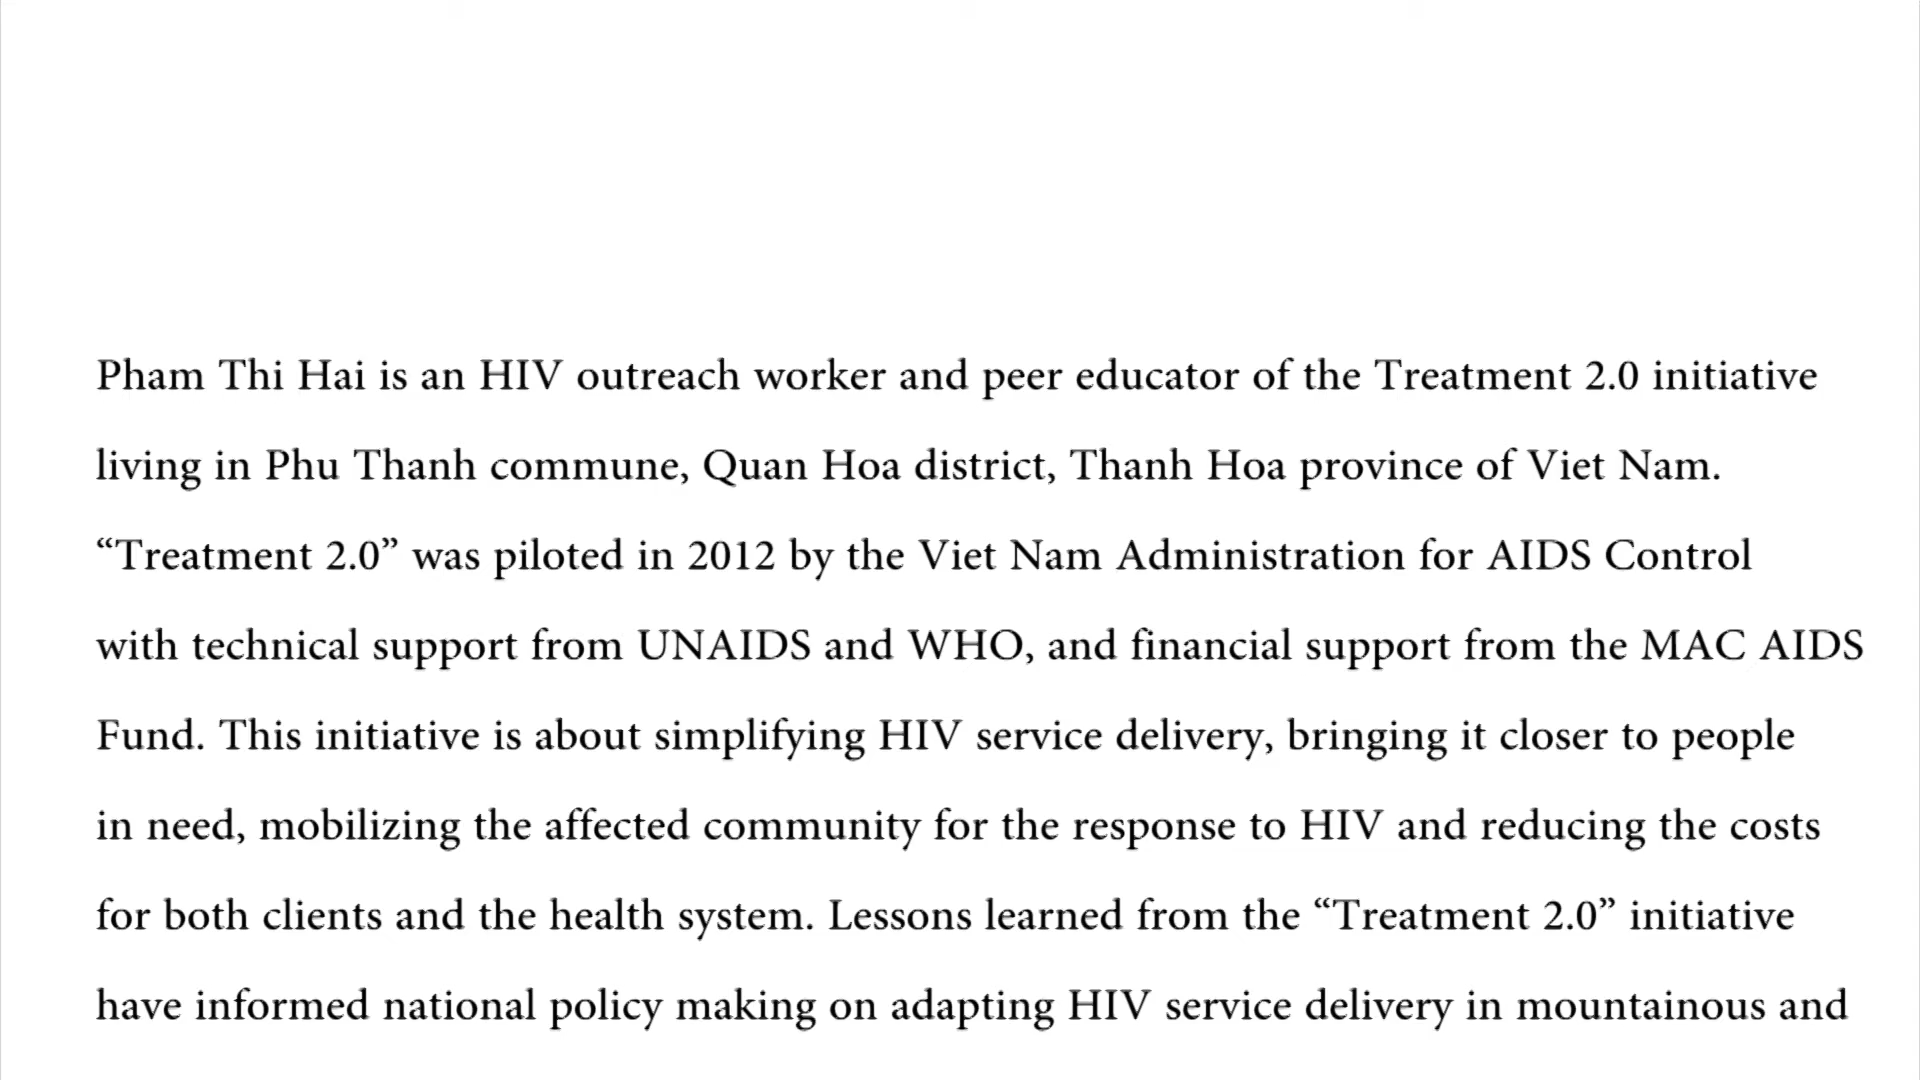 Pham Thi Hai is an HIV outreach worker and peer educator of the Treatment 2.0 initiative
living in Phu Thanh commune, Quan Hoa district, Thanh Hoa province of Viet Nam.
“Treatment 2.0” was piloted in 2012 by the Viet Nam Administration for AIDS Control
with technical support from UNAIDS and WHO, and financial support from the MAC AIDS
Fund. This initiative is about simplifying HIV service delivery, bringing it closer to people
in need, mobilizing the affected community for the response to HIV and reducing the costs
for both clients and the health system. Lessons learned from the “Treatment 2.0” initiative
have informed national policy making on adapting HIV service delivery in mountainous and